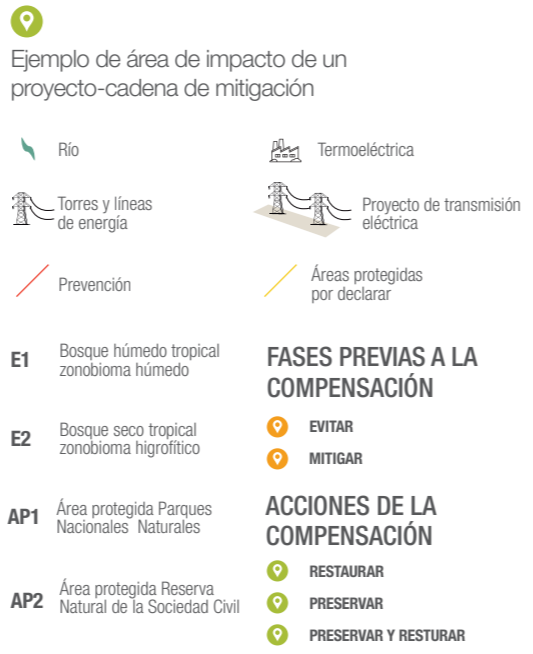 Ejemplo de área de impacto de un
proyecto-cadena de mitigación
Río
Termoeléctrica
Torres y líneas
de energía
Proyecto de transmisión
eléctrica
Prevención
Áreas protegidas
por declarar
E1
Bosque húmedo tropical
zonobioma húmedo
E2
Bosque seco tropical
zonobioma higrofítico
AP1
Área protegida Parques
Nacionales Naturales
AP2
Área protegida Reserva
Natural de la Sociedad Civil
FASES PREVIAS A LA
COMPENSACIÓN
EVITAR
MITIGAR
ACCIONES DE LA
COMPENSACIÓN
RESTAURAR
PRESERVAR
PRESERVAR Y RESTURAR